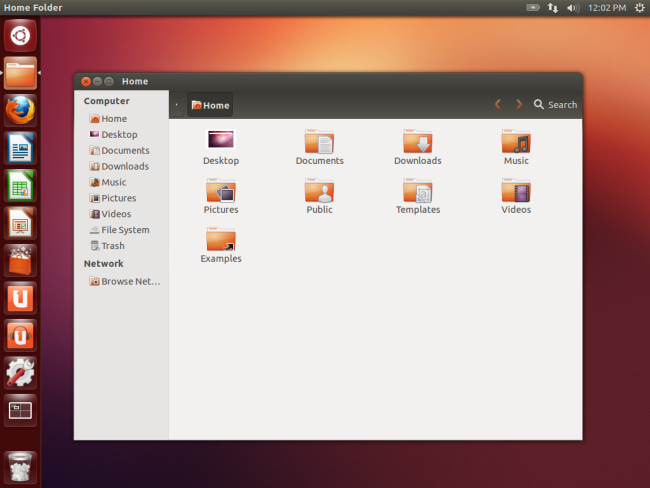 Home Folder
12:02 PM
Home
Computer
Home
Desktop
Documents
Downloads
Music
Pictures
Videos
File System
Trash
Network
Browse Net...
Home
Search
Desktop
Documents
Downloads
Music
Pictures
Public
Templates
Videos
Examples